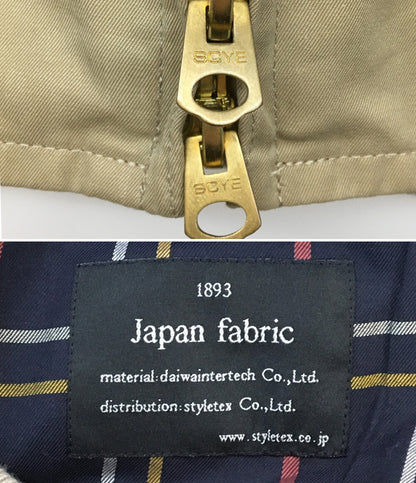 SCYE
SCYE
1893
Japan fabric
material:daiwaintertech Co.,Ltd.
distribution:styletex Co.,Ltd.
www.styletex.co.jp